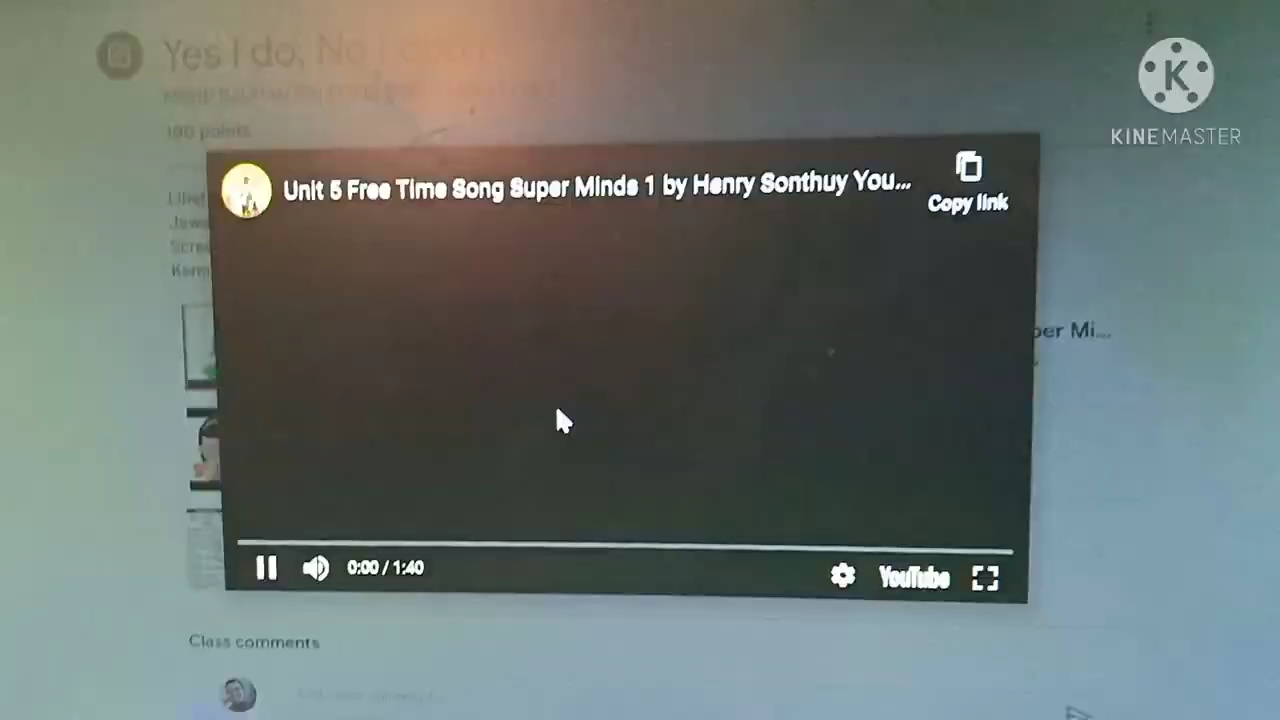 Yes I do, No I don't
100 points
K
KINEMASTER
Unit 5 Free Time Song Super Minds 1 by Henry Sonthuy You...
Copy link
per Mi...
0:00 / 1:40
YouTube
Class comments